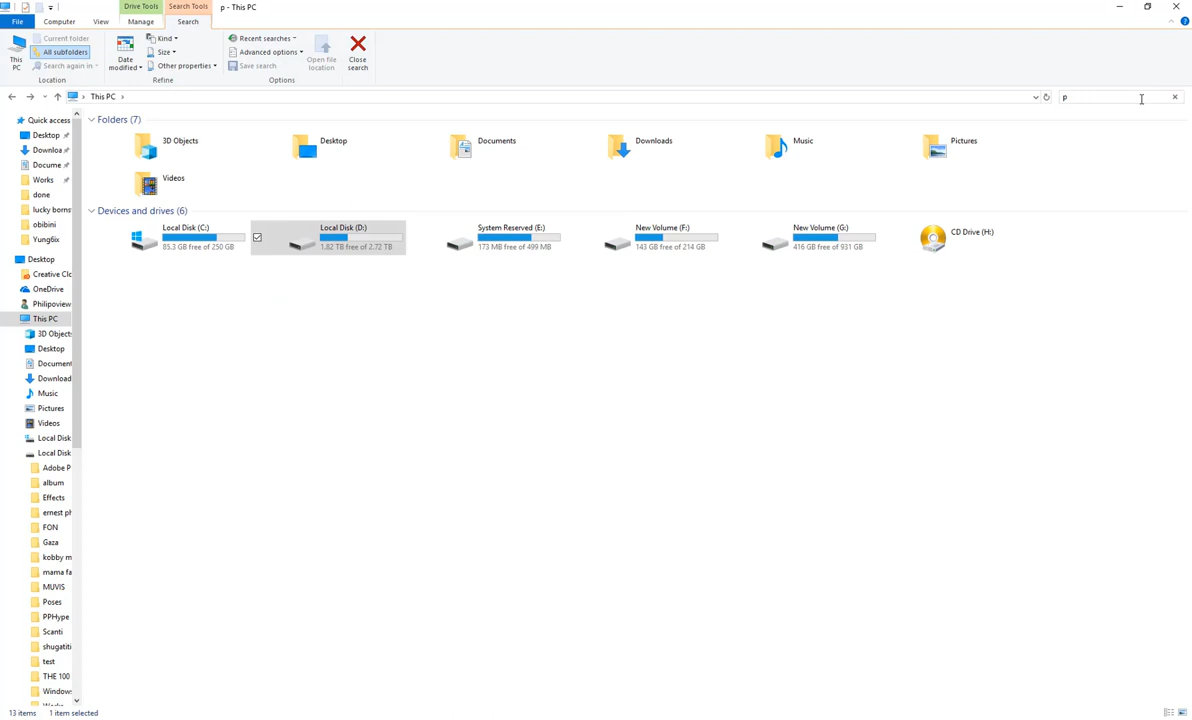 Drive Tools
Search Tools
p - This PC
File
Computer
View
Manage
Search
This PC
Current folder
All subfolders
Search again in
Location
Date modified
Kind
Size
Other properties
Refine
Recent searches
Advanced options
Save search
Open file location
Options
Close search
This PC
p
Quick access
Desktop
Downloa
Docume
Works
done
lucky borns
obibini
Yung6ix
Desktop
Creative Clo
OneDrive
Philipoview
This PC
3D Objects
Desktop
Document
Download
Music
Pictures
Videos
Local Disk
Local Disk
Adobe P
album
Effects
ernest ph
FON
Gaza
kobby m
mama fa
MUVIS
Poses
PPHype
Scanti
shugatiti
test
THE 100
Windows
Folders (7)
3D Objects
Desktop
Documents
Downloads
Music
Pictures
Videos
Devices and drives (6)
Local Disk (C:)
85.3 GB free of 250 GB
Local Disk (D:)
1.82 TB free of 2.72 TB
System Reserved (E:)
173 MB free of 499 MB
New Volume (F:)
143 GB free of 214 GB
New Volume (G:)
416 GB free of 931 GB
CD Drive (H:)
13 items
1 item selected